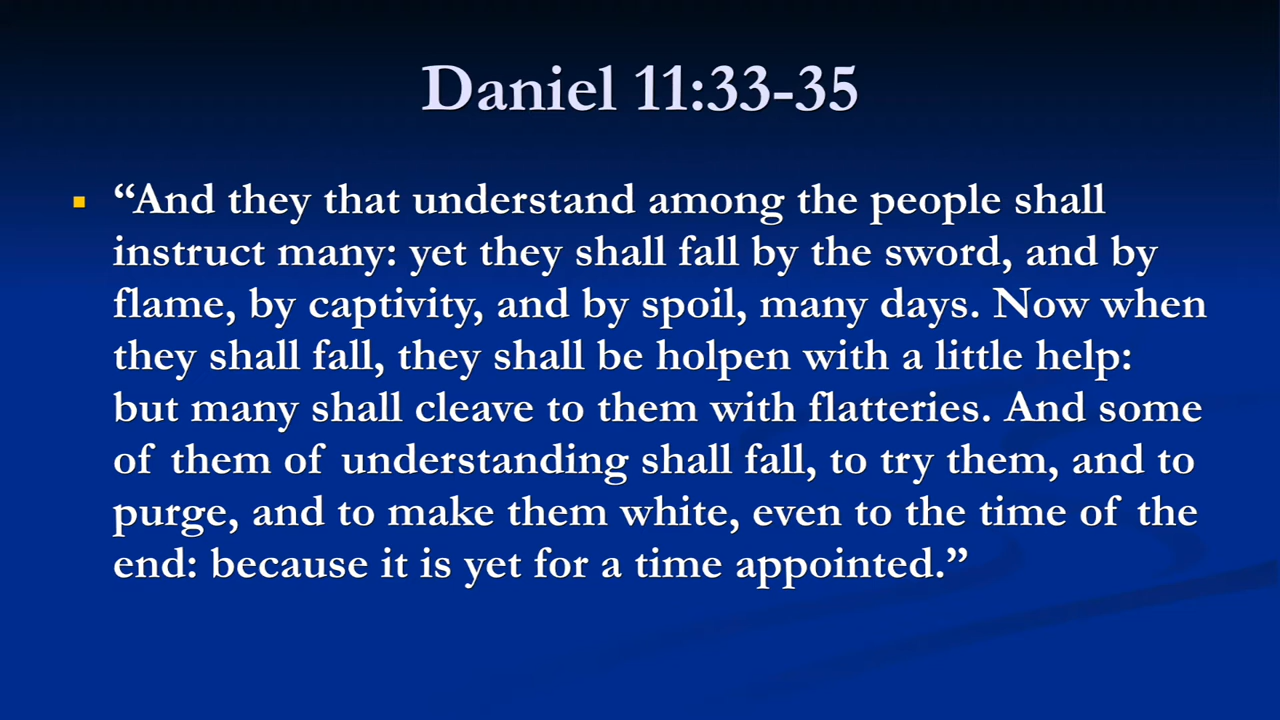 Daniel 11:33-35
“And they that understand among the people shall
instruct many: yet they shall fall by the sword, and by
flame, by captivity, and by spoil, many days. Now when
they shall fall, they shall be holpen with a little help:
but many shall cleave to them with flatteries. And some
of them of understanding shall fall, to try them, and to
purge, and to make them white, even to the time of the
end: because it is yet for a time appointed.”